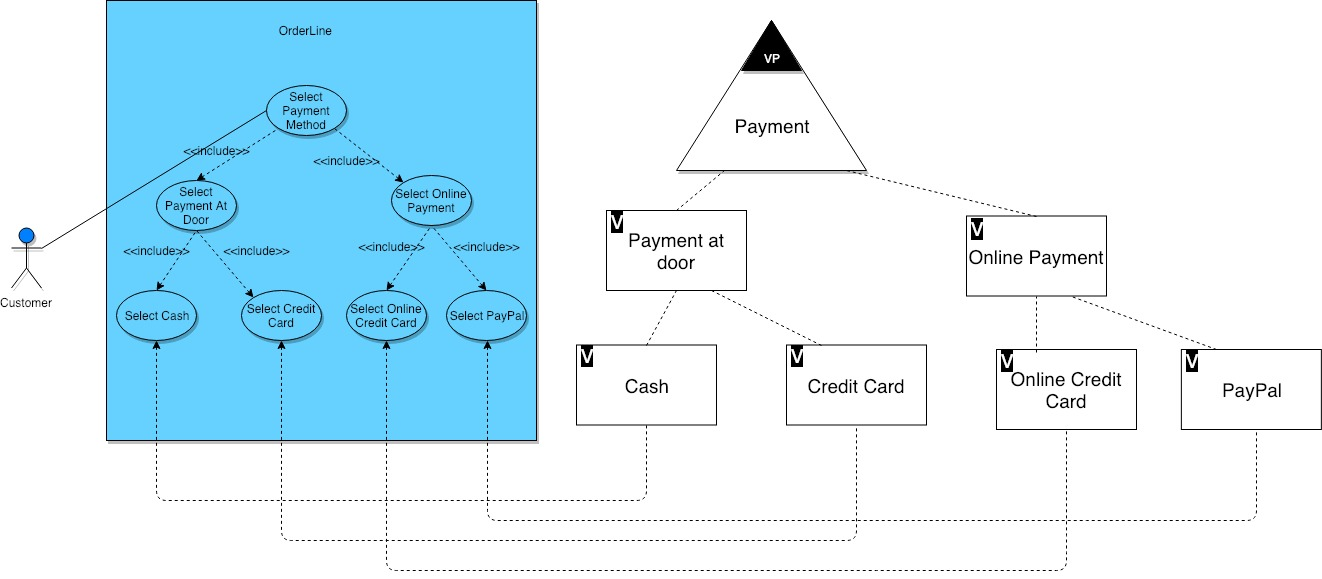 OrderLine
Select
Payment
Method
<<include>>
<<include>>
Select
Payment At
Door
Select Online
Payment
<<include>>
<<include>>
<<include>>
<<include>>
Customer
Select Cash
Select Credit
Card
Select Online
Credit Card
Select PayPal
VP
Payment
V
Payment at
door
V
Online Payment
V
Cash
V
Credit Card
V
Online Credit
Card
V
PayPal